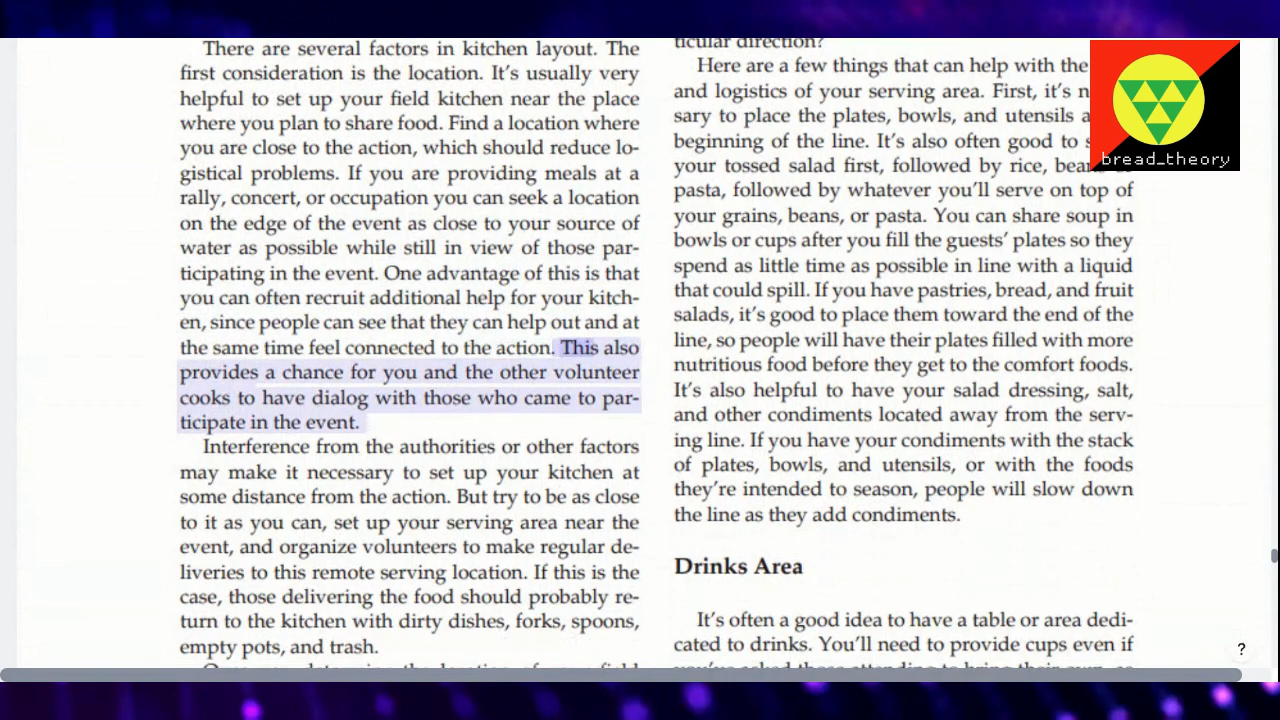 There are several factors in kitchen layout. The
first consideration is the location. It's usually very
helpful to set up your field kitchen near the place
where you plan to share food. Find a location where
you are close to the action, which should reduce lo-
gistical problems. If you are providing meals at a
rally, concert, or occupation you can seek a location
on the edge of the event as close to your source of
water as possible while still in view of those par-
ticipating in the event. One advantage of this is that
you can often recruit additional help for your kitch-
en, since people can see that they can help out and at
the same time feel connected to the action. This also
provides a chance for you and the other volunteer
cooks to have dialog with those who came to par-
ticipate in the event.
Interference from the authorities or other factors
may make it necessary to set up your kitchen at
some distance from the action. But try to be as close
to it as you can, set up your serving area near the
event, and organize volunteers to make regular de-
liveries to this remote serving location. If this is the
case, those delivering the food should probably re-
turn to the kitchen with dirty dishes, forks, spoons,
empty pots, and trash.
ticular direction?
Here are a few things that can help with the
and logistics of your serving area. First, it's
sary to place the plates, bowls, and utensils
beginning of the line. It's also often good to
your tossed salad first, followed by rice,
pasta, followed by whatever you'll serve on top of
your grains, beans, or pasta. You can share soup in
bowls or cups after you fill the guests' plates so they
spend as little time as possible in line with a liquid
that could spill. If you have pastries, bread, and fruit
salads, it's good to place them toward the end of the
line, so people will have their plates filled with more
nutritious food before they get to the comfort foods.
It's also helpful to have your salad dressing, salt,
and other condiments located away from the serv-
ing line. If you have your condiments with the stack
of plates, bowls, and utensils, or with the foods
they're intended to season, people will slow down
the line as they add condiments.
Drinks Area
It's often a good idea to have a table or area dedi-
cated to drinks. You'll need to provide cups even if
bread_theory
?